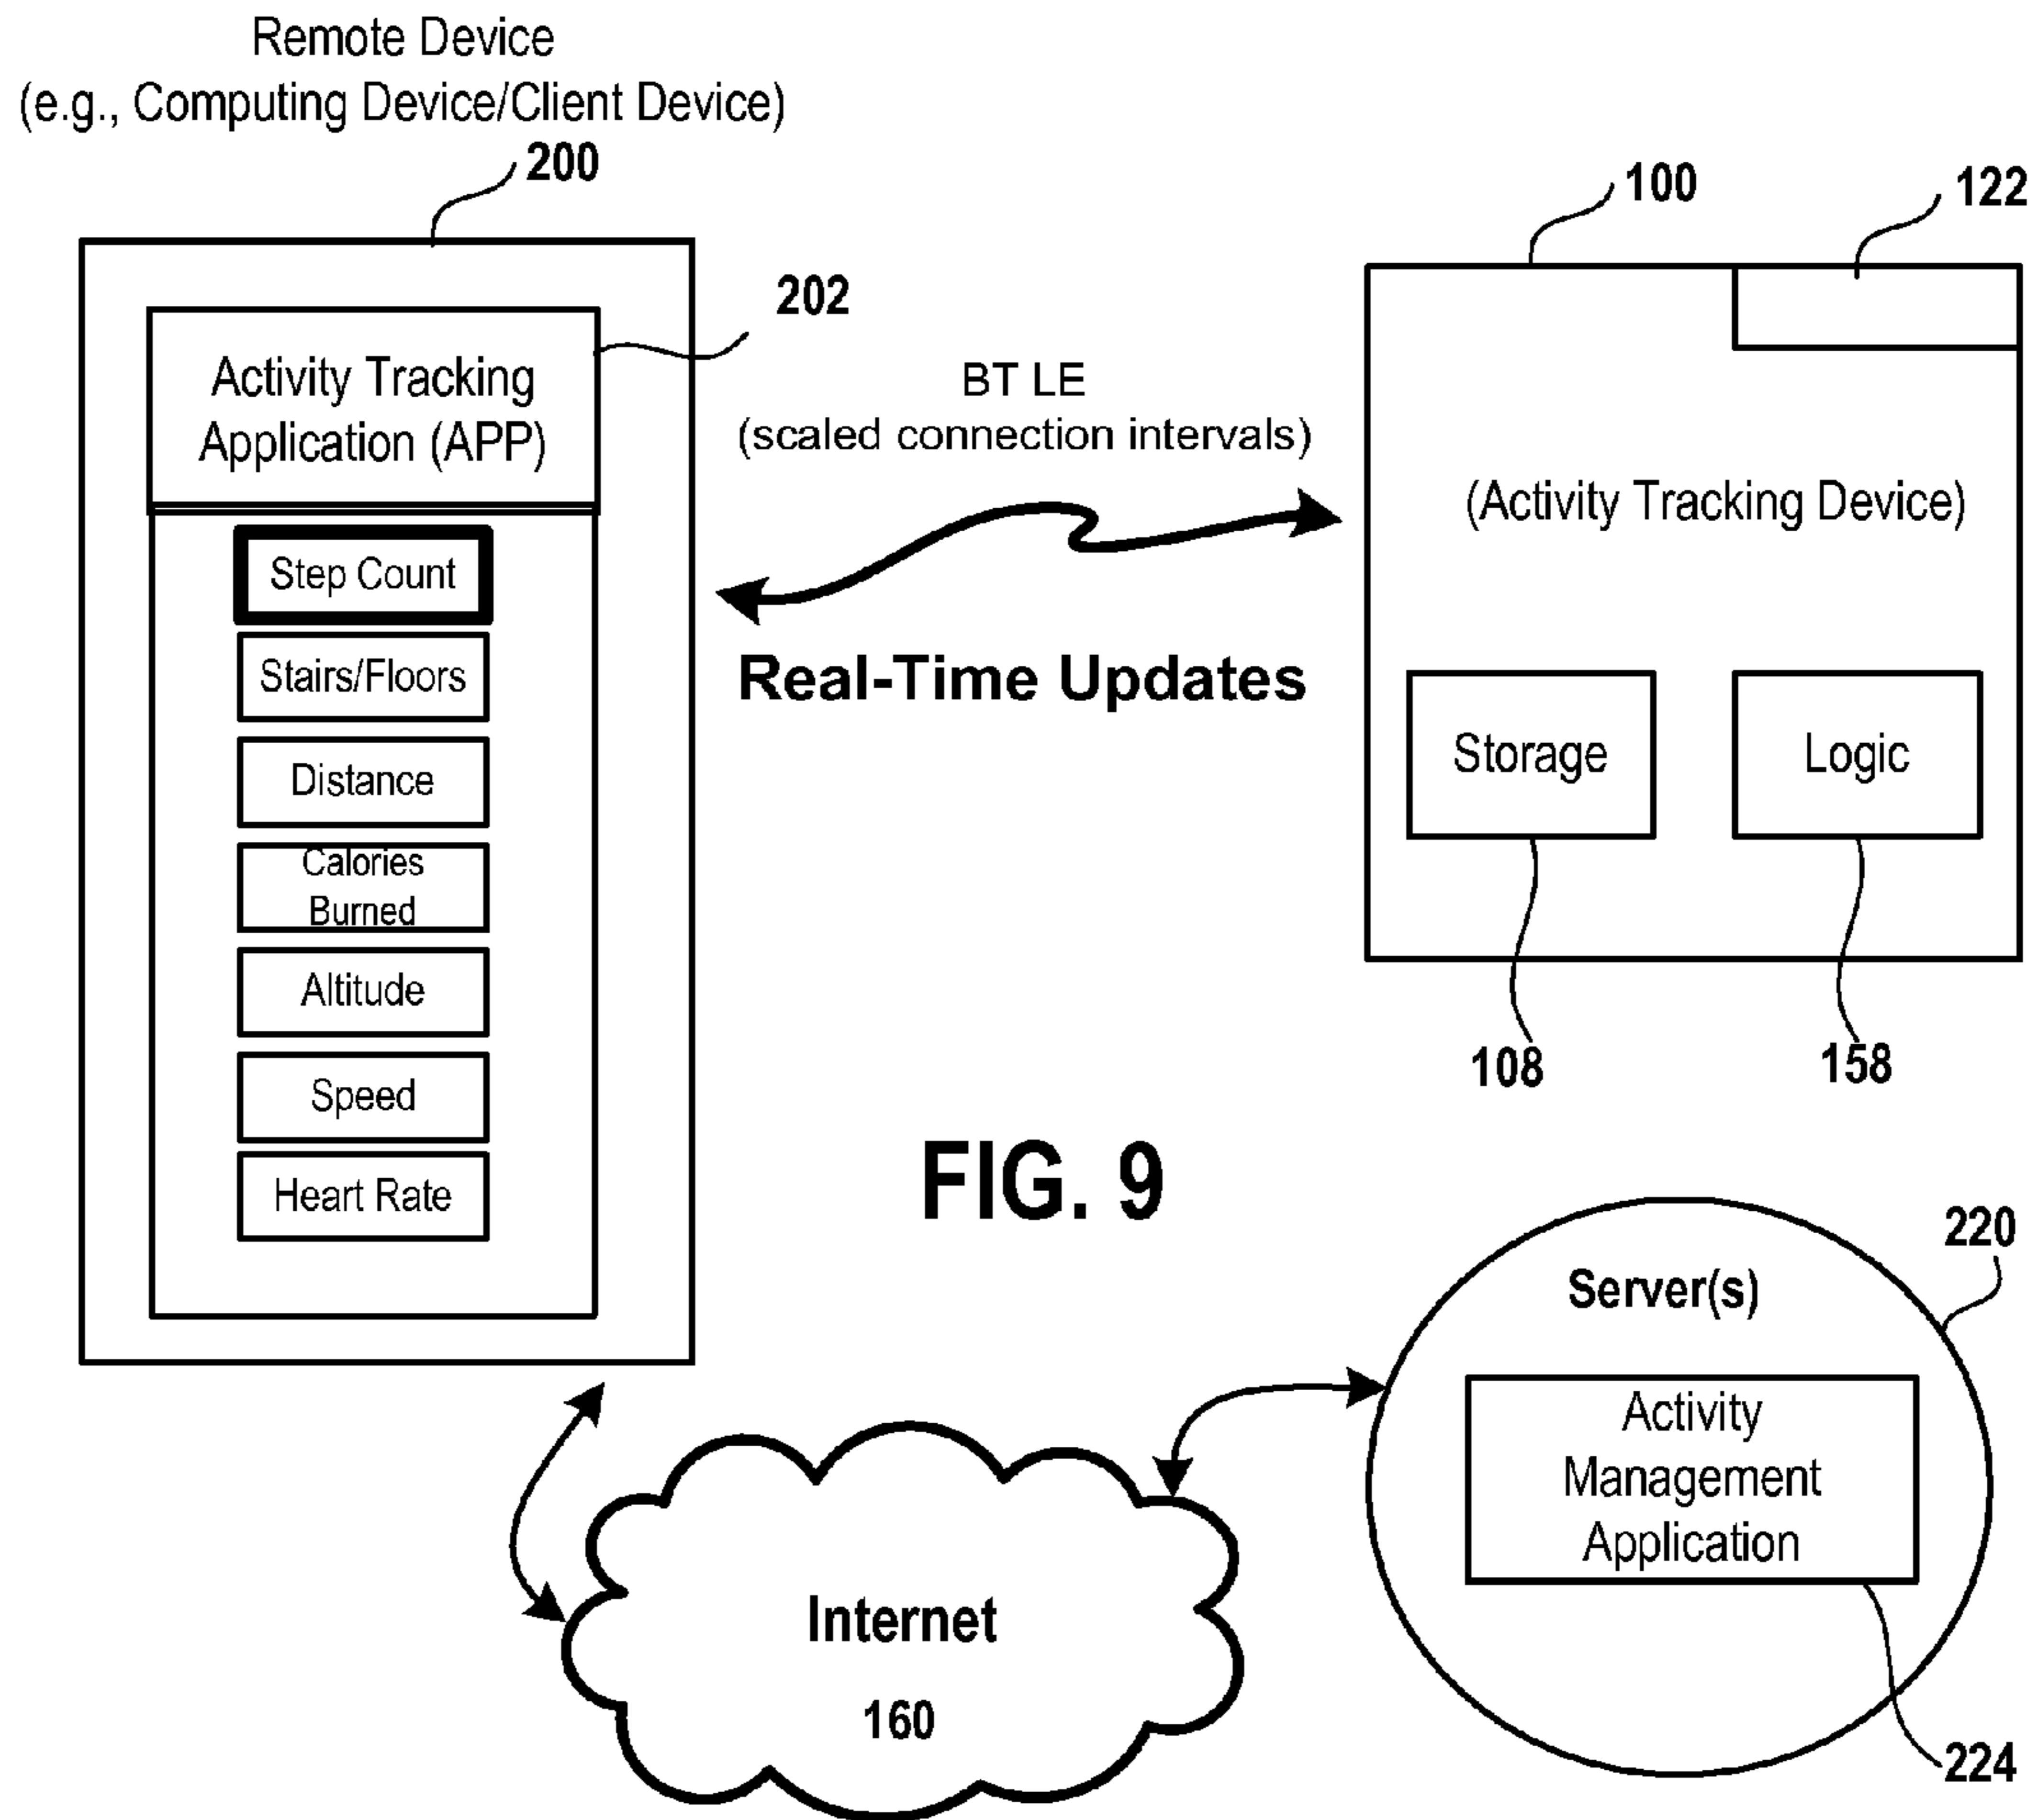 Remote Device
(e.g., Computing Device/Client Device)
200
202
Activity Tracking
Application (APP)
Step Count
Stairs/Floors
Distance
Calories
Burned
Altitude
Speed
Heart Rate
BT LE
(scaled connection intervals)
Real-Time Updates
100
122
(Activity Tracking Device)
Storage
Logic
108
158
FIG. 9
220
Server(s)
Activity
Management
Application
224
Internet
160